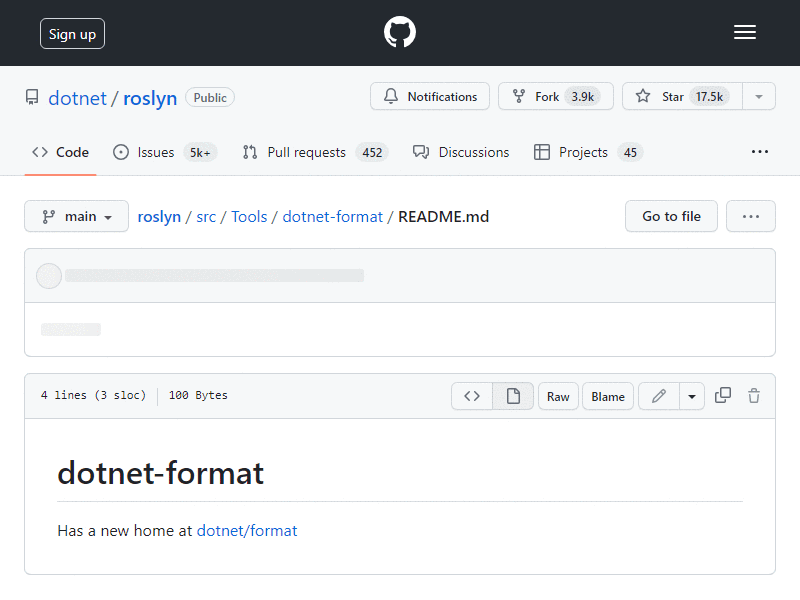 Sign up
dotnet / roslyn Public
Notifications Fork 3.9k Star 17.5k
Code Issues 5k+ Pull requests 452 Discussions Projects 45
main roslyn / src / Tools / dotnet-format / README.md Go to file
4 lines (3 sloc) 100 Bytes Raw Blame
dotnet-format
Has a new home at dotnet/format